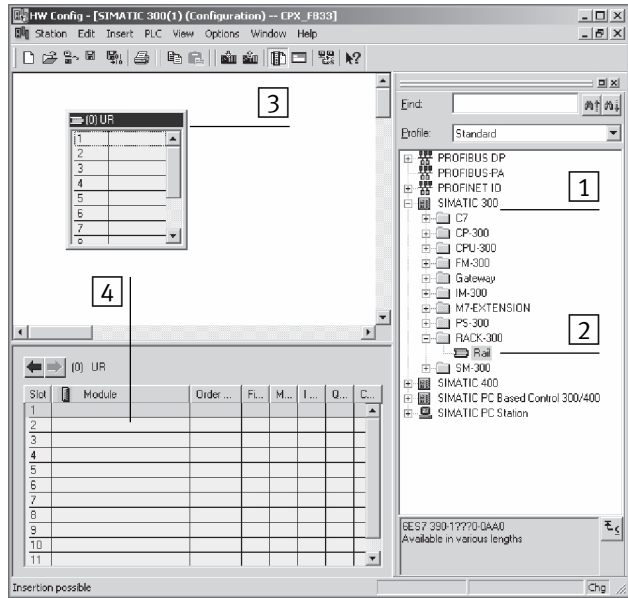 HW Config - [SIMATIC 300(1) (Configuration) -- CPX_FB33]
Station Edit Insert PLC View Options Window Help
3
(0) UR
1
2
3
4
5
6
7
8
4
Find:
Profile: Standard
PROFIBUS DP
PROFIBUS-PA
PROFINET IO
SIMATIC 300
C7
CP-300
CPU-300
FM-300
Gateway
IM-300
M7-EXTENSION
PS-300
RACK-300
Rail
SM-300
SIMATIC 400
SIMATIC PC Based Control 300/400
SIMATIC PC Station
1
2
(0) UR
Slot Module Order ... Fi... M... I ... Q... C...
1
2
3
4
5
6
7
8
9
10
11
6ES7 390-1???0-0AA0
Available in various lengths
Insertion possible
Chg